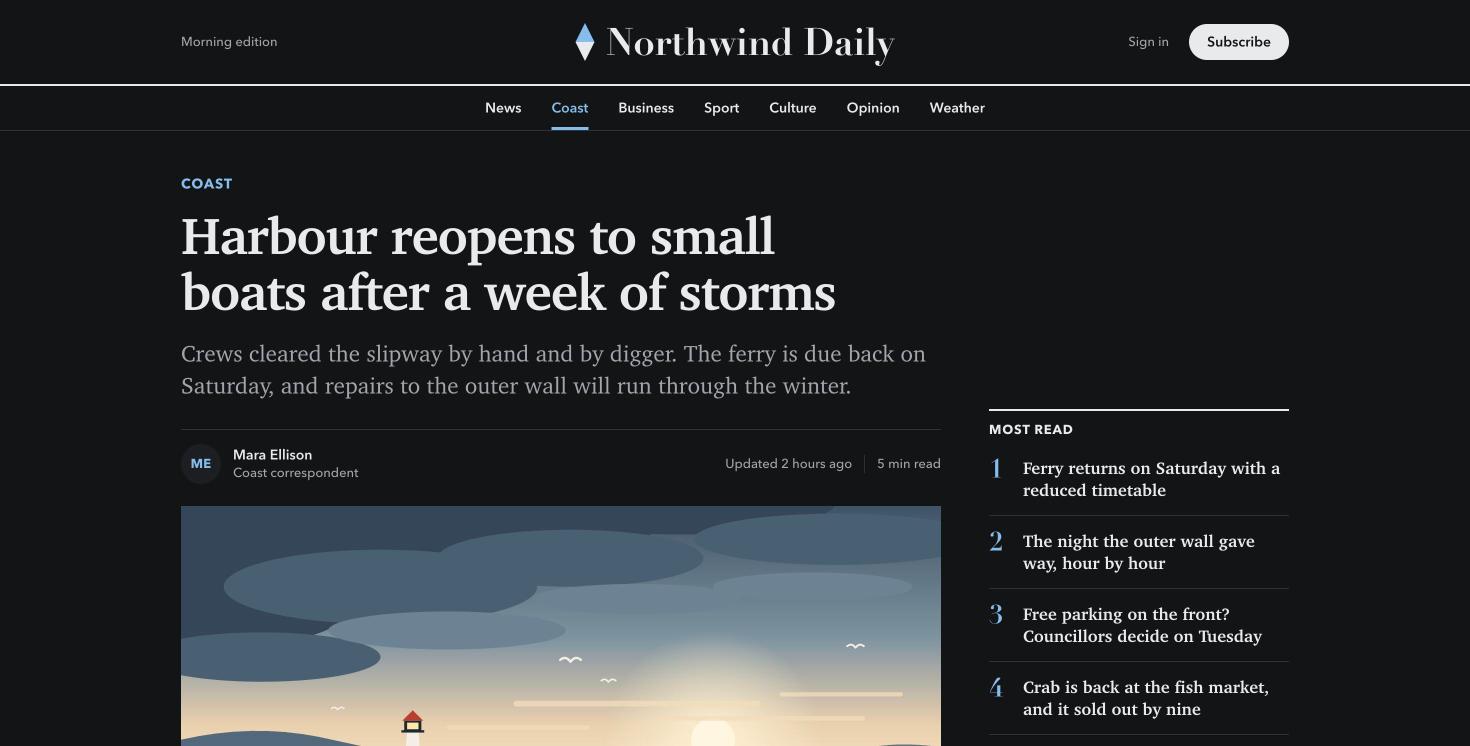 Morning edition
Northwind Daily
Sign in
Subscribe
News
Coast
Business
Sport
Culture
Opinion
Weather
COAST
Harbour reopens to small
boats after a week of storms
Crews cleared the slipway by hand and by digger. The ferry is due back on
Saturday, and repairs to the outer wall will run through the winter.
ME
Mara Ellison
Coast correspondent
Updated 2 hours ago
5 min read
MOST READ
1
Ferry returns on Saturday with a
reduced timetable
2
The night the outer wall gave
way, hour by hour
3
Free parking on the front?
Councillors decide on Tuesday
4
Crab is back at the fish market,
and it sold out by nine